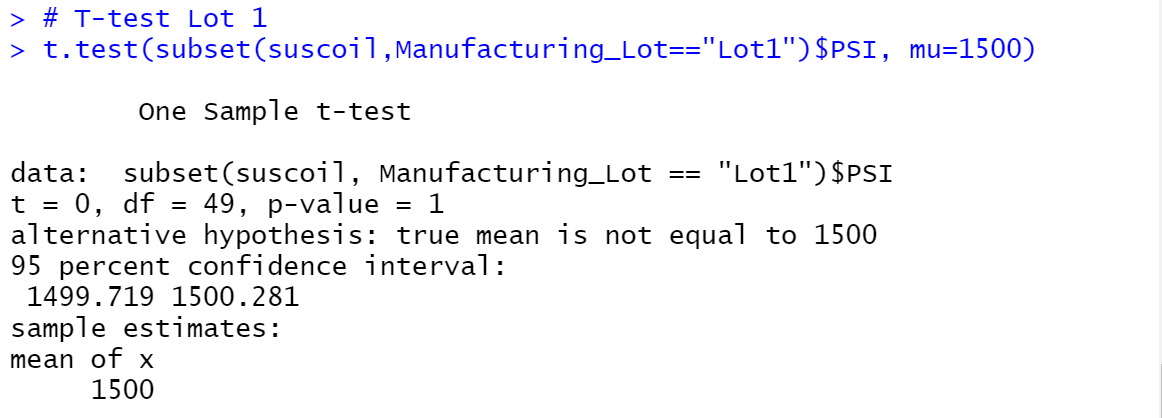 > # T-test Lot 1
> t.test(subset(suscoil,Manufacturing_Lot=="Lot1")$PSI, mu=1500)
One Sample t-test
data:  subset(suscoil, Manufacturing_Lot == "Lot1")$PSI
t = 0, df = 49, p-value = 1
alternative hypothesis: true mean is not equal to 1500
95 percent confidence interval:
1499.719 1500.281
sample estimates:
mean of x
1500